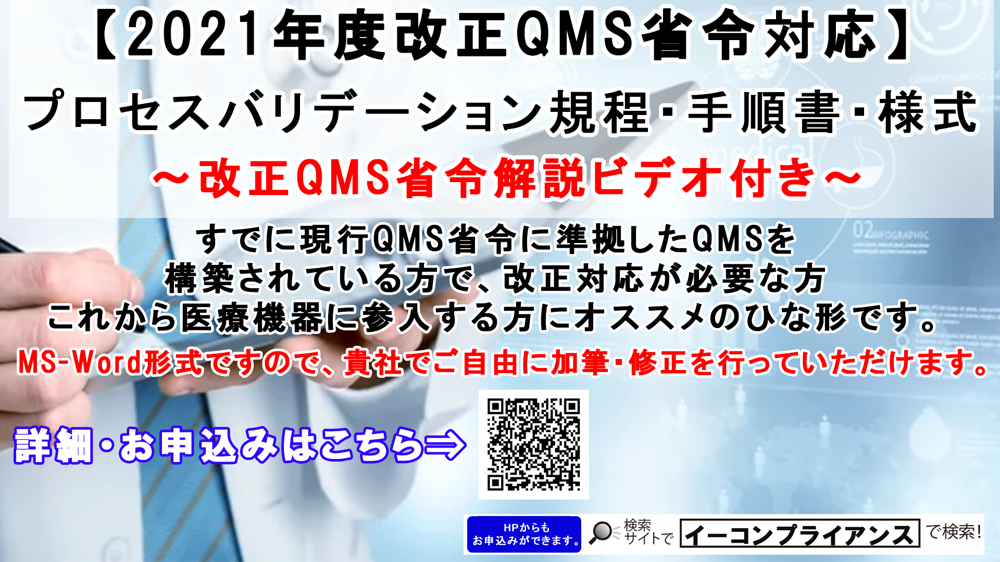 【2021年度改正QMS省令対応】
プロセスバリデーション規程・手順書・様式
～改正QMS省令解説ビデオ付き～
すでに現行QMS省令に準拠したQMSを
構築されている方で、改正対応が必要な方
これから医療機器に参入する方にオススメのひな形です。
MS-Word形式ですので、貴社でご自由に加筆・修正を行っていただけます。
詳細・お申込みはこちら⇒
HPからも
お申込みができます。
検索
サイトで
イーコンプライアンス
で検索!
25%
LOREM IPSUM DOLOR
medical
02 INFOGRAPHIC